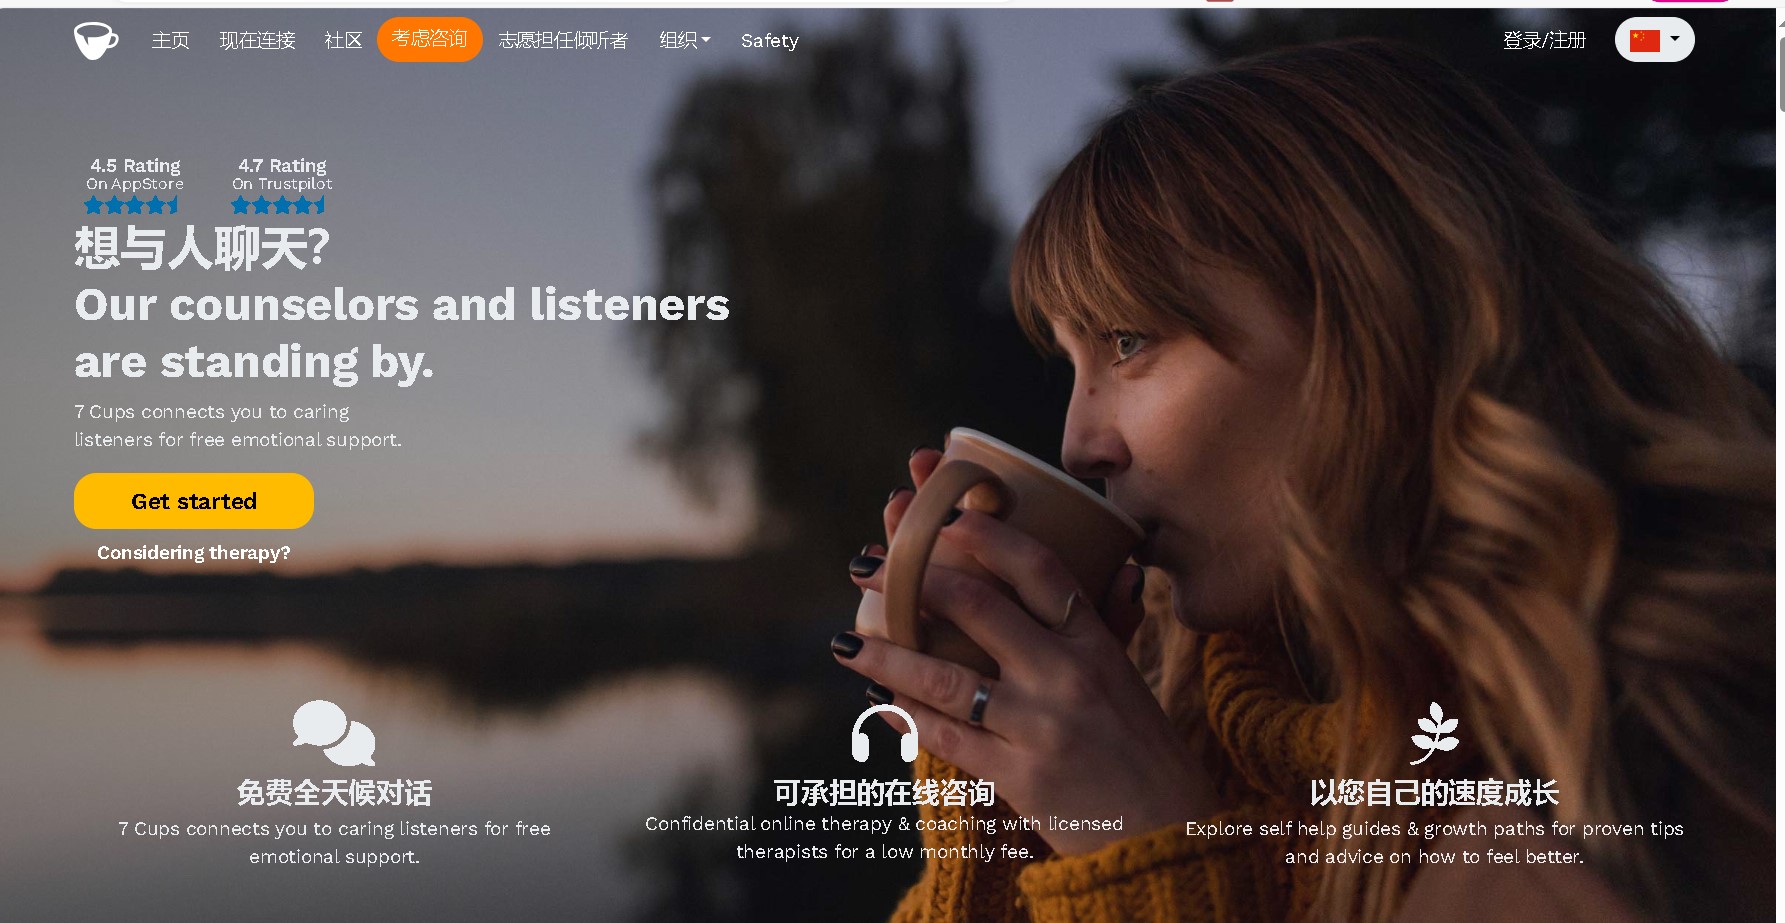 主页 现在连接 社区 考虑咨询 志愿担任倾听者 组织 Safety 登录/注册
4.5 Rating 4.7 Rating
On AppStore On Trustpilot
想与人聊天?
Our counselors and listeners
are standing by.
7 Cups connects you to caring
listeners for free emotional support.
Get started
Considering therapy?
免费全天候对话
7 Cups connects you to caring listeners for free
emotional support.
可承担的在线咨询
Confidential online therapy & coaching with licensed
therapists for a low monthly fee.
以您自己的速度成长
Explore self help guides & growth paths for proven tips
and advice on how to feel better.